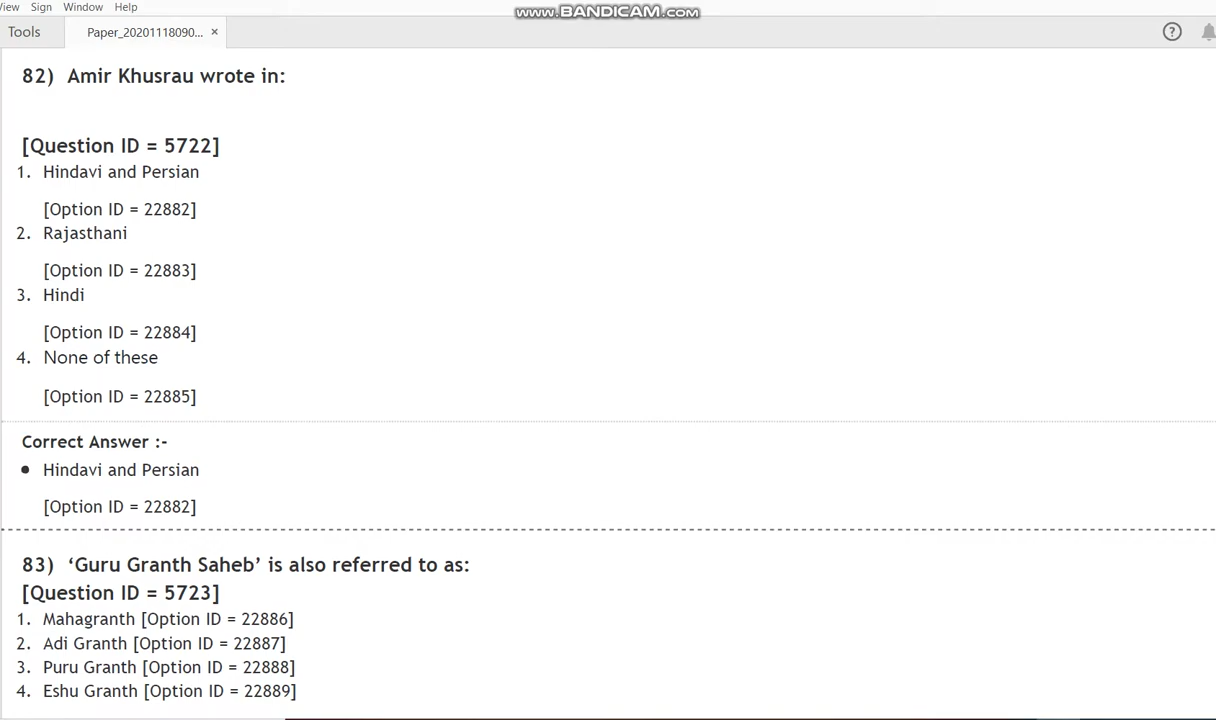 View Sign Window Help
www.BANDICAM.com
Tools Paper_20201118090... × ?
82) Amir Khusrau wrote in:
[Question ID = 5722]
1. Hindavi and Persian
[Option ID = 22882]
2. Rajasthani
[Option ID = 22883]
3. Hindi
[Option ID = 22884]
4. None of these
[Option ID = 22885]
Correct Answer :-
• Hindavi and Persian
[Option ID = 22882]
83) ‘Guru Granth Saheb’ is also referred to as:
[Question ID = 5723]
1. Mahagranth [Option ID = 22886]
2. Adi Granth [Option ID = 22887]
3. Puru Granth [Option ID = 22888]
4. Eshu Granth [Option ID = 22889]